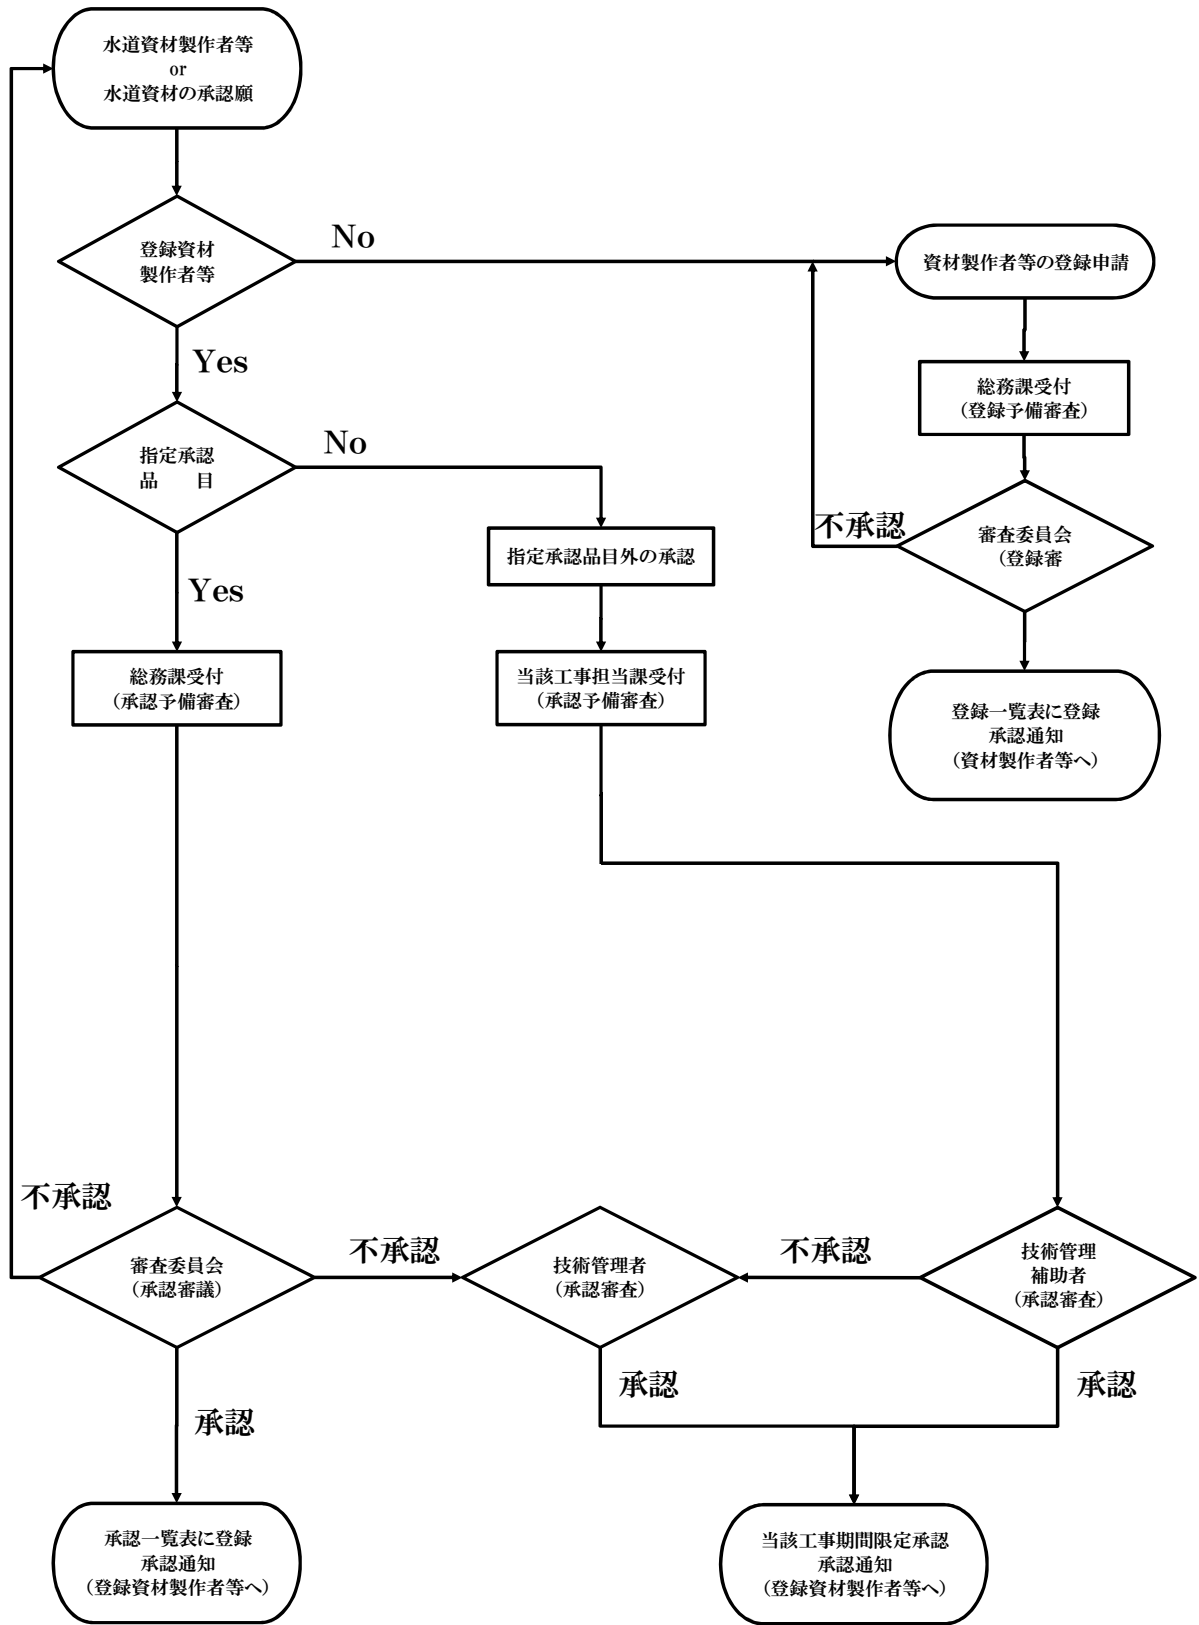 水道資材製作者等
or
水道資材の承認願
登録資材
製作者等
No
資材製作者等の登録申請
Yes
総務課受付
（登録予備審査）
指定承認
品　　目
No
不承認
審査委員会
（登録審
指定承認品目外の承認
Yes
総務課受付
（承認予備審査）
当該工事担当課受付
（承認予備審査）
登録一覧表に登録
承認通知
（資材製作者等へ）
不承認
審査委員会
（承認審議）
不承認
技術管理者
（承認審査）
不承認
技術管理
補助者
（承認審査）
承認
承認
承認
承認一覧表に登録
承認通知
（登録資材製作者等へ）
当該工事期間限定承認
承認通知
（登録資材製作者等へ）